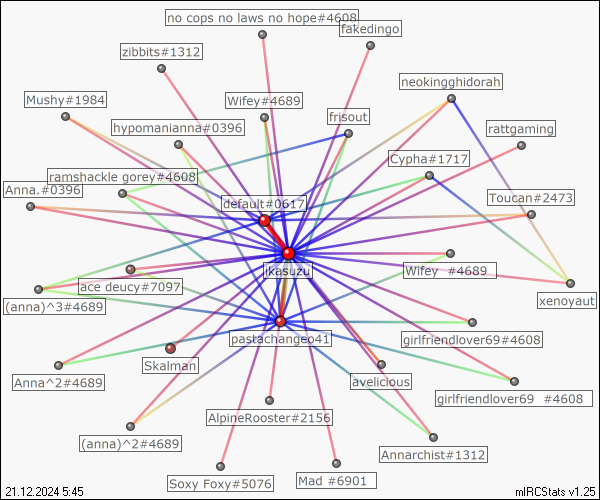 no cops no laws no hope#4608
fakedingo
zibbits#1312
neokingghidorah
Mushy#1984
Wifey#4689
frisout
hypomanianna#0396
rattgaming
Cypha#1717
ramshackle gorey#4608
Anna.#0396
Toucan#2473
default#0617
ikasuzu
Wifey #4689
ace deucy#7097
xenoyaut
(anna)^3#4689
pastachangeo41
girlfriendlover69#4608
Skalman
Anna^2#4689
avelicious
girlfriendlover69 #4608
AlpineRooster#2156
(anna)^2#4689
Annarchist#1312
Soxy Foxy#5076
Mad #6901
21.12.2024 5:45
mIRCStats v1.25